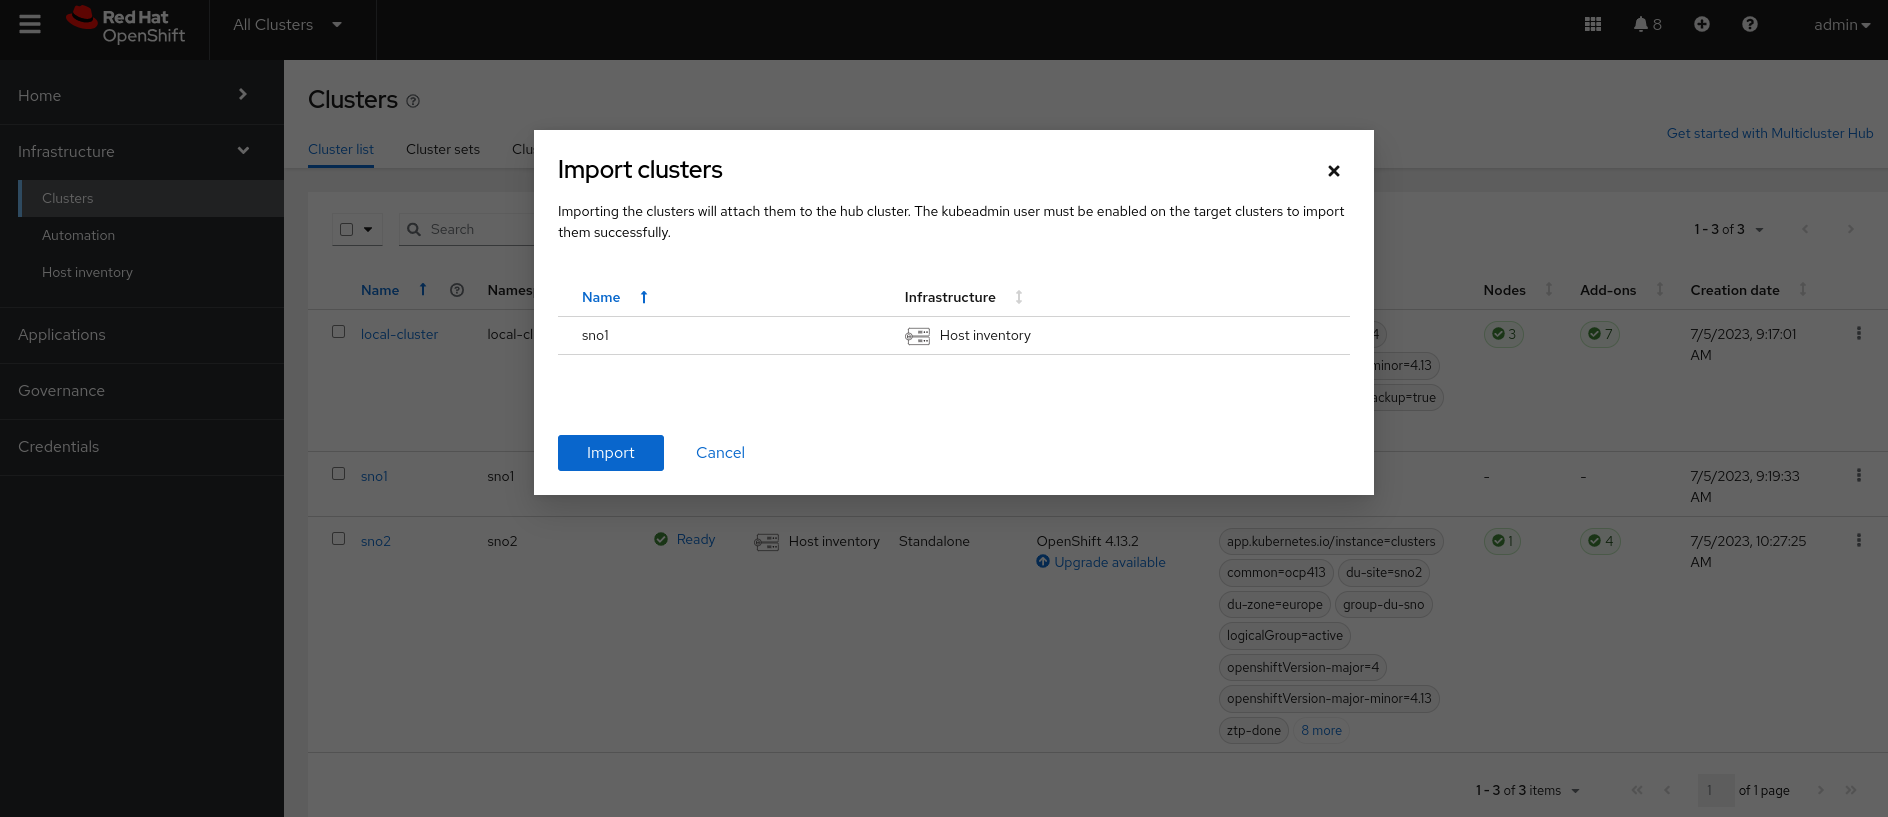 Red Hat
OpenShift
All Clusters
8
admin
Home
Infrastructure
Clusters
Automation
Host inventory
Applications
Governance
Credentials
Clusters
Get started with Multicluster Hub
Cluster list Cluster sets Clu
Search
1 - 3 of 3
Name Names Nodes Add-ons Creation date
local-cluster local-cl 4 3 7 7/5/2023, 9:17:01
AM
minor=4.13
ackup=true
sno1 sno1 - - 7/5/2023, 9:19:33
AM
sno2 sno2 Ready Host inventory Standalone OpenShift 4.13.2 app.kubernetes.io/instance=clusters 1 4 7/5/2023, 10:27:25
AM
Upgrade available
common=ocp413 du-site=sno2
du-zone=europe group-du-sno
logicalGroup=active
openshiftVersion-major=4
openshiftVersion-major-minor=4.13
ztp-done 8 more
1 - 3 of 3 items 1 of 1 page
Import clusters
Importing the clusters will attach them to the hub cluster. The kubeadmin user must be enabled on the target clusters to import
them successfully.
Name Infrastructure
sno1 Host inventory
Import Cancel